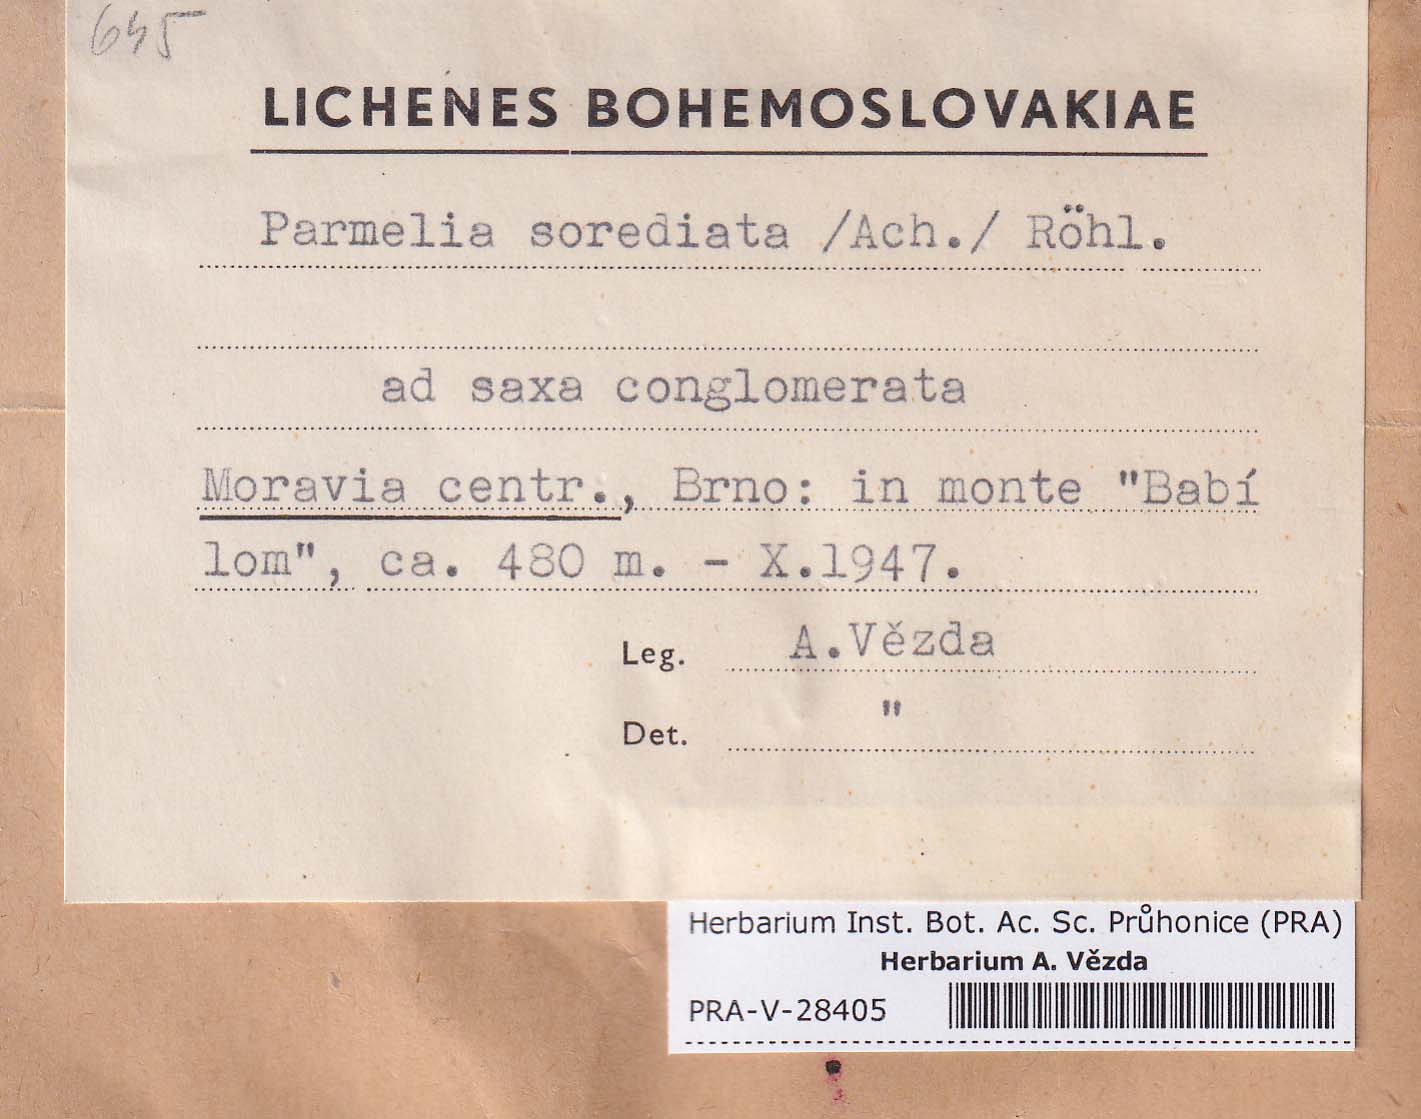 645
LICHENES BOHEMOSLOVAKIAE
Parmelia sorediata /Ach./ Röhl.
ad saxa conglomerata
Moravia centr., Brno: in monte "Babí
lom", ca. 480 m. - X.1947.
Leg. A.Vězda
Det. "
Herbarium Inst. Bot. Ac. Sc. Průhonice (PRA)
Herbarium A. Vězda
PRA-V-28405